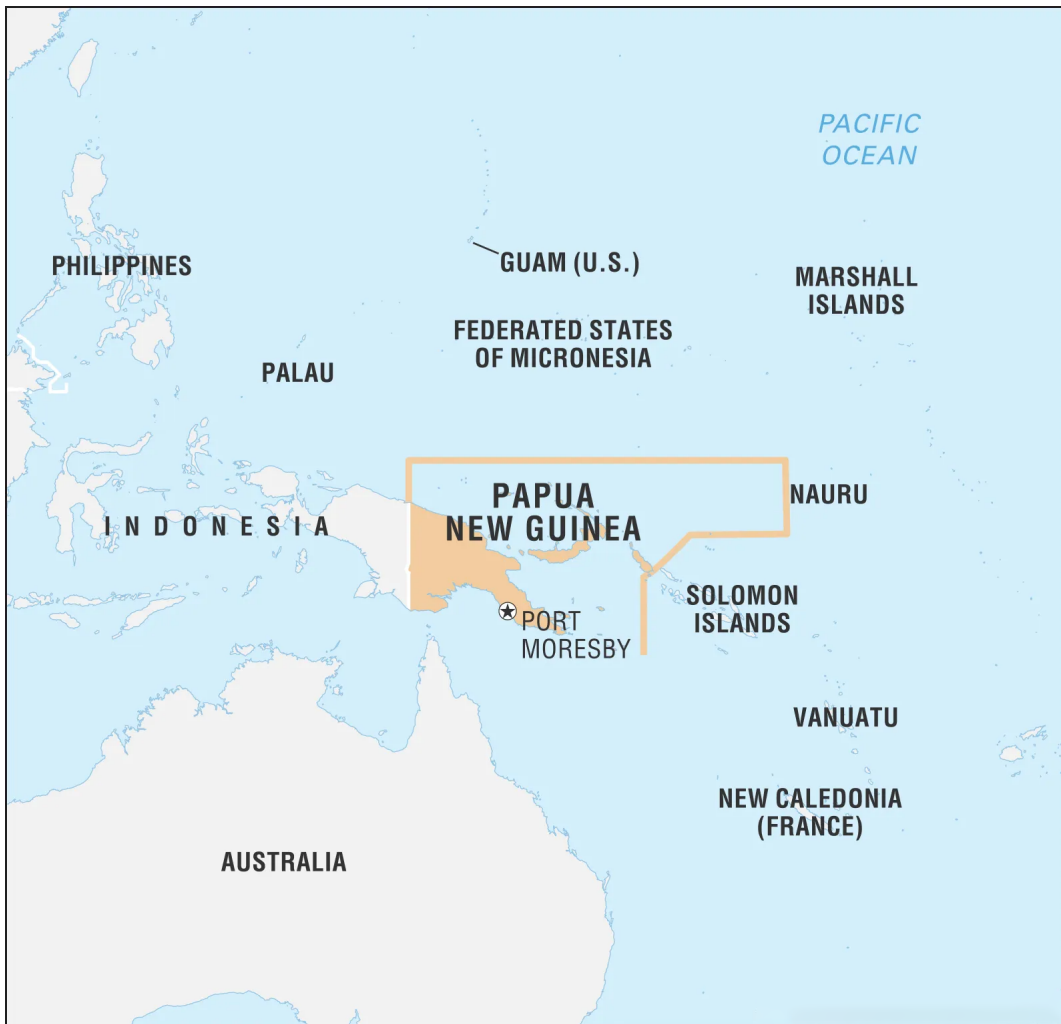 PACIFIC
OCEAN
GUAM (U.S.)
PHILIPPINES
MARSHALL
ISLANDS
FEDERATED STATES
OF MICRONESIA
PALAU
PAPUA
NEW GUINEA
NAURU
INDONESIA
SOLOMON
ISLANDS
PORT
MORESBY
VANUATU
NEW CALEDONIA
(FRANCE)
AUSTRALIA